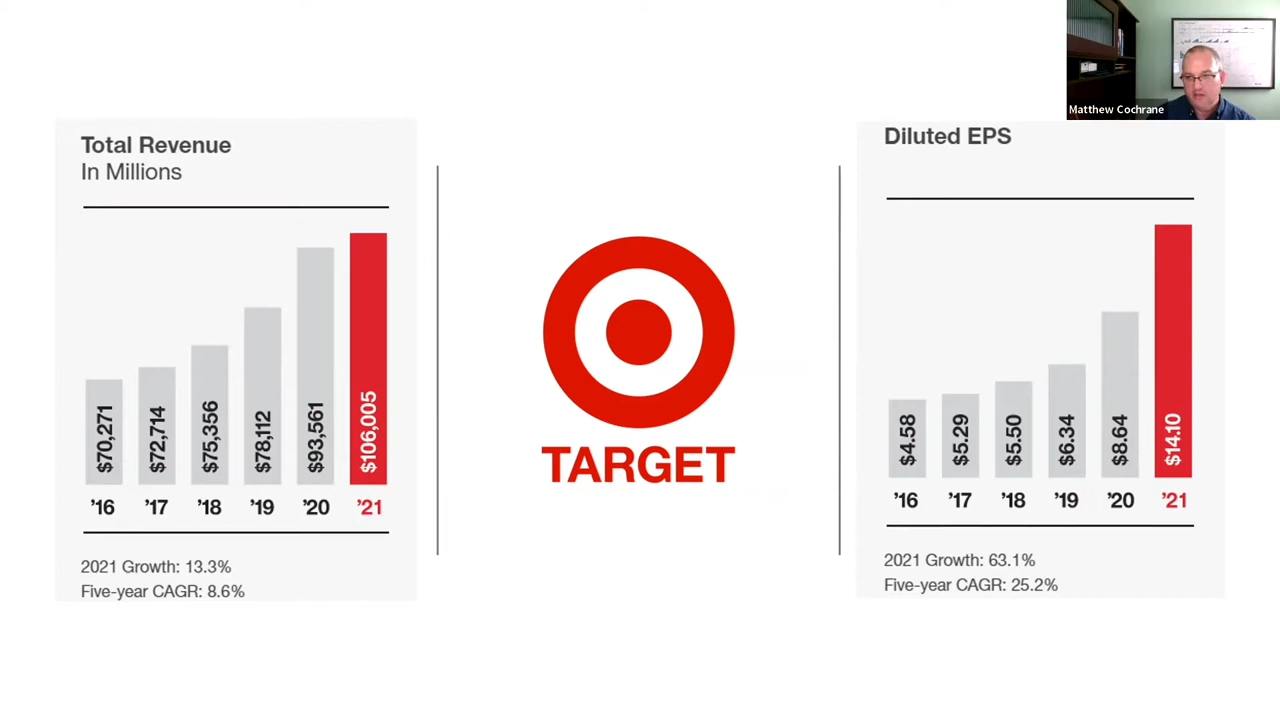 Matthew Cochrane
Total Revenue
In Millions
$70,271
$72,714
$75,356
$78,112
$93,561
$106,005
’16 ’17 ’18 ’19 ’20 ’21
2021 Growth: 13.3%
Five-year CAGR: 8.6%
TARGET
Diluted EPS
$4.58
$5.29
$5.50
$6.34
$8.64
$14.10
’16 ’17 ’18 ’19 ’20 ’21
2021 Growth: 63.1%
Five-year CAGR: 25.2%